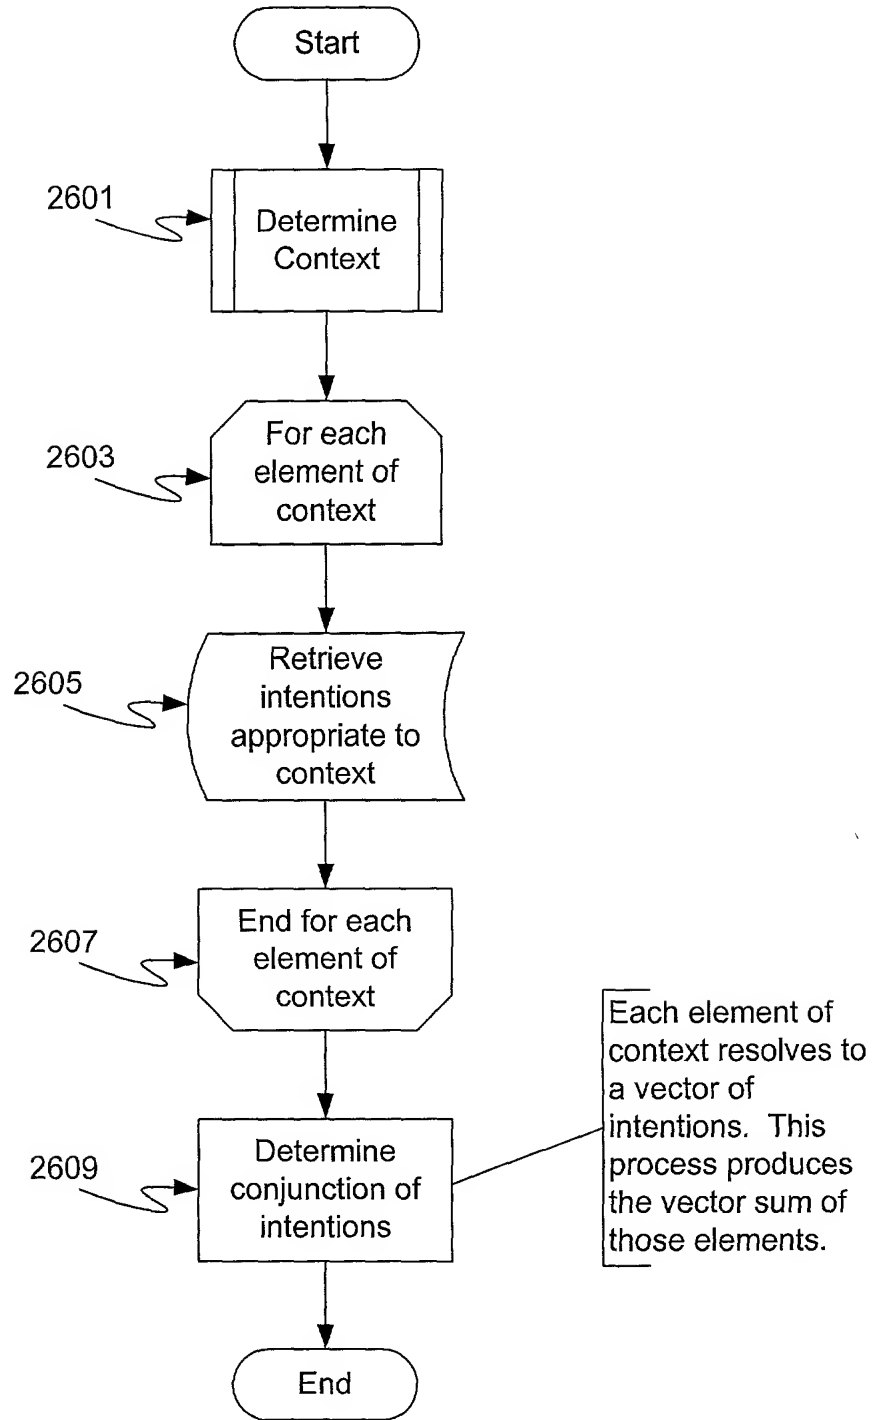 Start
2601
Determine
Context
2603
For each
element of
context
2605
Retrieve
intentions
appropriate to
context
2607
End for each
element of
context
Each element of
context resolves to
a vector of
intentions. This
process produces
the vector sum of
those elements.
2609
Determine
conjunction of
intentions
End